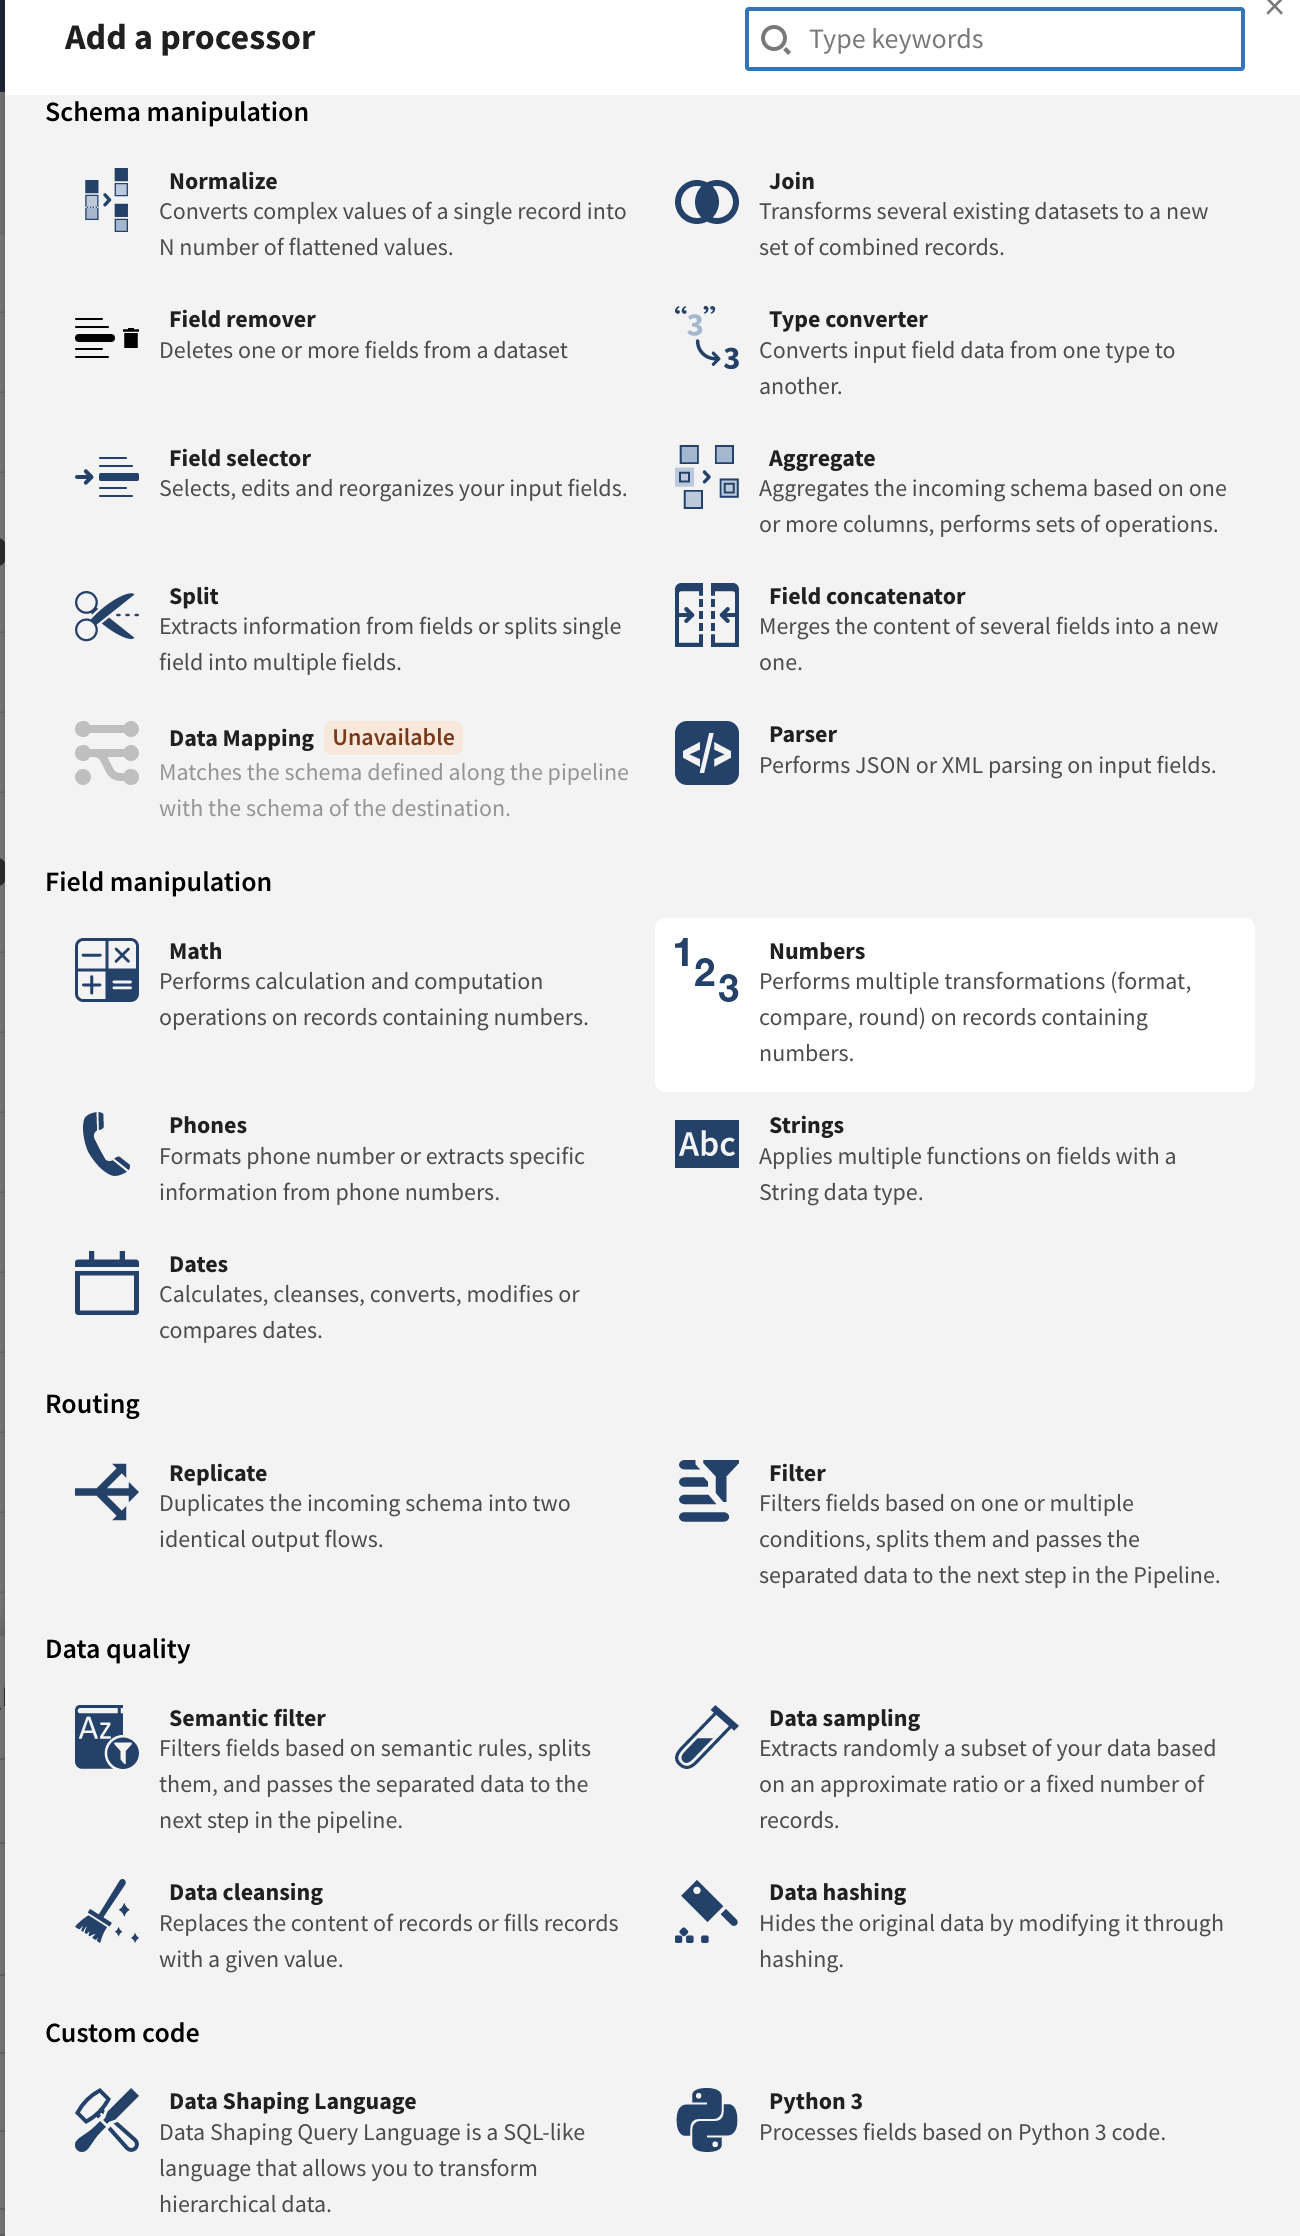 Add a processor
Type keywords
Schema manipulation
Normalize
Converts complex values of a single record into
N number of flattened values.
Join
Transforms several existing datasets to a new
set of combined records.
Field remover
Deletes one or more fields from a dataset
“3”
3
Type converter
Converts input field data from one type to
another.
Field selector
Selects, edits and reorganizes your input fields.
Aggregate
Aggregates the incoming schema based on one
or more columns, performs sets of operations.
Split
Extracts information from fields or splits single
field into multiple fields.
Field concatenator
Merges the content of several fields into a new
one.
Data Mapping Unavailable
Matches the schema defined along the pipeline
with the schema of the destination.
</>
Parser
Performs JSON or XML parsing on input fields.
Field manipulation
Math
Performs calculation and computation
operations on records containing numbers.
123
Numbers
Performs multiple transformations (format,
compare, round) on records containing
numbers.
Phones
Formats phone number or extracts specific
information from phone numbers.
Abc
Strings
Applies multiple functions on fields with a
String data type.
Dates
Calculates, cleanses, converts, modifies or
compares dates.
Routing
Replicate
Duplicates the incoming schema into two
identical output flows.
Filter
Filters fields based on one or multiple
conditions, splits them and passes the
separated data to the next step in the Pipeline.
Data quality
Az
Semantic filter
Filters fields based on semantic rules, splits
them, and passes the separated data to the
next step in the pipeline.
Data sampling
Extracts randomly a subset of your data based
on an approximate ratio or a fixed number of
records.
Data cleansing
Replaces the content of records or fills records
with a given value.
Data hashing
Hides the original data by modifying it through
hashing.
Custom code
Data Shaping Language
Data Shaping Query Language is a SQL-like
language that allows you to transform
hierarchical data.
Python 3
Processes fields based on Python 3 code.